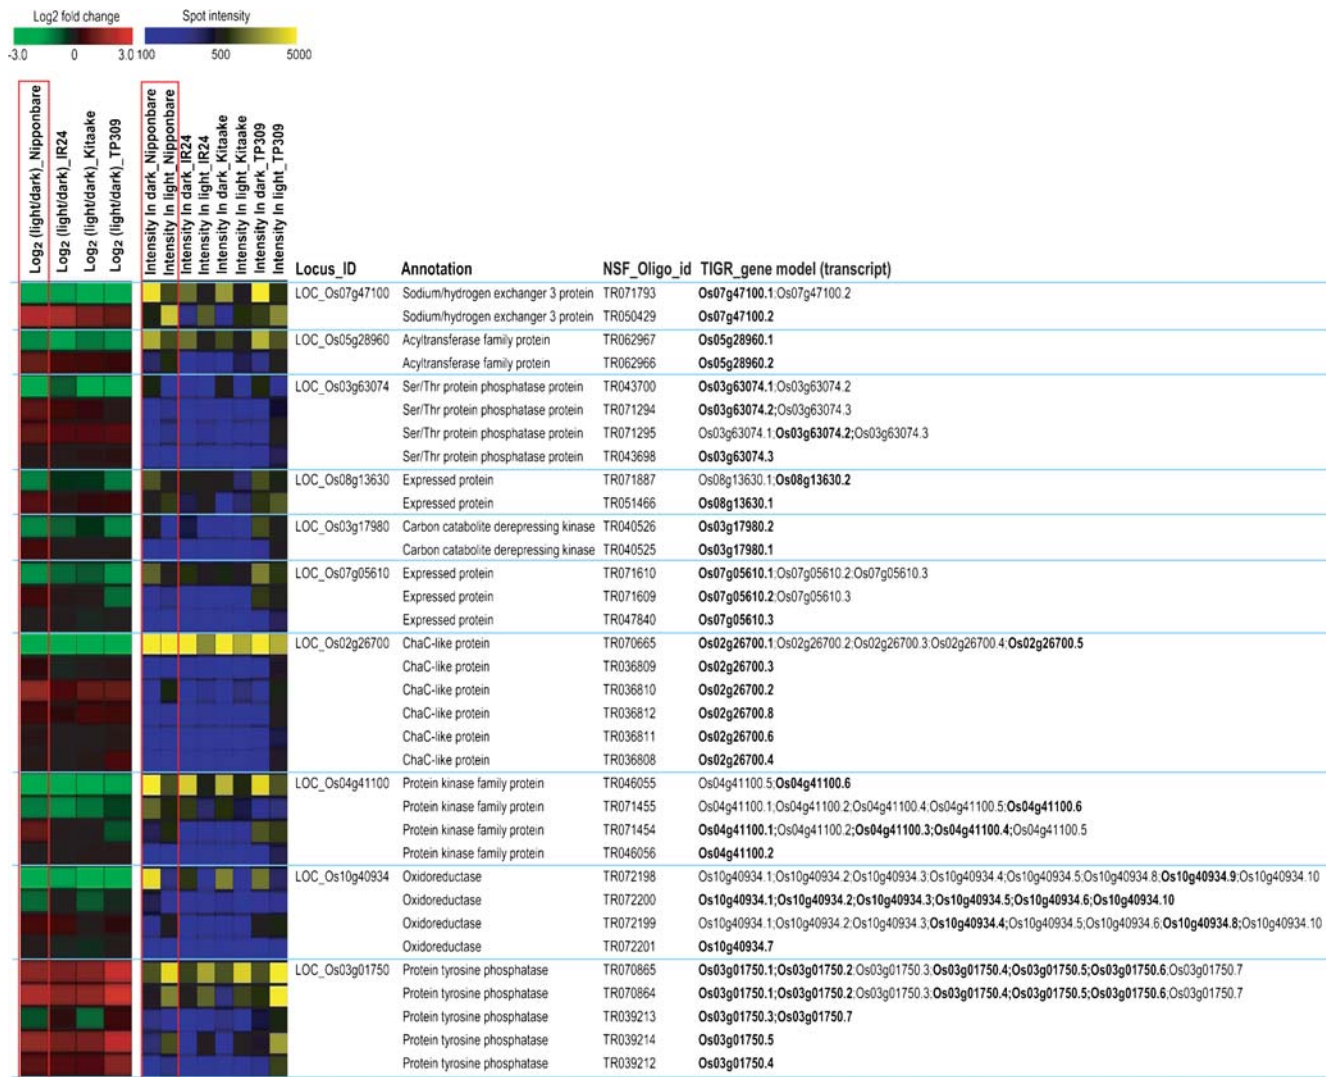 Log2 fold change Spot intensity
-3.0 0 3.0 100 500 5000
Log2 (light/dark)_Nipponbare
Log2 (light/dark)_IR24
Log2 (light/dark)_Kitaake
Log2 (light/dark)_TP309
Intensity In dark_Nipponbare
Intensity In light_Nipponbare
Intensity In dark_IR24
Intensity In light_IR24
Intensity In dark_Kitaake
Intensity In light_Kitaake
Intensity In dark_TP309
Intensity In light_TP309
Locus_ID Annotation NSF_Oligo_id TIGR_gene model (transcript)
LOC_Os07g47100 Sodium/hydrogen exchanger 3 protein TR071793 Os07g47100.1;Os07g47100.2
Sodium/hydrogen exchanger 3 protein TR050429 Os07g47100.2
LOC_Os05g28960 Acyltransferase family protein TR062967 Os05g28960.1
Acyltransferase family protein TR062966 Os05g28960.2
LOC_Os03g63074 Ser/Thr protein phosphatase protein TR043700 Os03g63074.1;Os03g63074.2
Ser/Thr protein phosphatase protein TR071294 Os03g63074.2;Os03g63074.3
Ser/Thr protein phosphatase protein TR071295 Os03g63074.1;Os03g63074.2;Os03g63074.3
Ser/Thr protein phosphatase protein TR043698 Os03g63074.3
LOC_Os08g13630 Expressed protein TR071887 Os08g13630.1;Os08g13630.2
Expressed protein TR051466 Os08g13630.1
LOC_Os03g17980 Carbon catabolite derepressing kinase TR040526 Os03g17980.2
Carbon catabolite derepressing kinase TR040525 Os03g17980.1
LOC_Os07g05610 Expressed protein TR071610 Os07g05610.1;Os07g05610.2;Os07g05610.3
Expressed protein TR071609 Os07g05610.2;Os07g05610.3
Expressed protein TR047840 Os07g05610.3
LOC_Os02g26700 ChaC-like protein TR070665 Os02g26700.1;Os02g26700.2;Os02g26700.3;Os02g26700.4;Os02g26700.5
ChaC-like protein TR036809 Os02g26700.3
ChaC-like protein TR036810 Os02g26700.2
ChaC-like protein TR036812 Os02g26700.8
ChaC-like protein TR036811 Os02g26700.6
ChaC-like protein TR036808 Os02g26700.4
LOC_Os04g41100 Protein kinase family protein TR046055 Os04g41100.5;Os04g41100.6
Protein kinase family protein TR071455 Os04g41100.1;Os04g41100.2;Os04g41100.4;Os04g41100.5;Os04g41100.6
Protein kinase family protein TR071454 Os04g41100.1;Os04g41100.2;Os04g41100.3;Os04g41100.4;Os04g41100.5
Protein kinase family protein TR046056 Os04g41100.2
LOC_Os10g40934 Oxidoreductase TR072198 Os10g40934.1;Os10g40934.2;Os10g40934.3;Os10g40934.4;Os10g40934.5;Os10g40934.8;Os10g40934.9;Os10g40934.10
Oxidoreductase TR072200 Os10g40934.1;Os10g40934.2;Os10g40934.3;Os10g40934.5;Os10g40934.6;Os10g40934.10
Oxidoreductase TR072199 Os10g40934.1;Os10g40934.2;Os10g40934.3;Os10g40934.4;Os10g40934.5;Os10g40934.6;Os10g40934.8;Os10g40934.10
Oxidoreductase TR072201 Os10g40934.7
LOC_Os03g01750 Protein tyrosine phosphatase TR070865 Os03g01750.1;Os03g01750.2;Os03g01750.3;Os03g01750.4;Os03g01750.5;Os03g01750.6;Os03g01750.7
Protein tyrosine phosphatase TR070864 Os03g01750.1;Os03g01750.2;Os03g01750.3;Os03g01750.4;Os03g01750.5;Os03g01750.6;Os03g01750.7
Protein tyrosine phosphatase TR039213 Os03g01750.3;Os03g01750.7
Protein tyrosine phosphatase TR039214 Os03g01750.5
Protein tyrosine phosphatase TR039212 Os03g01750.4